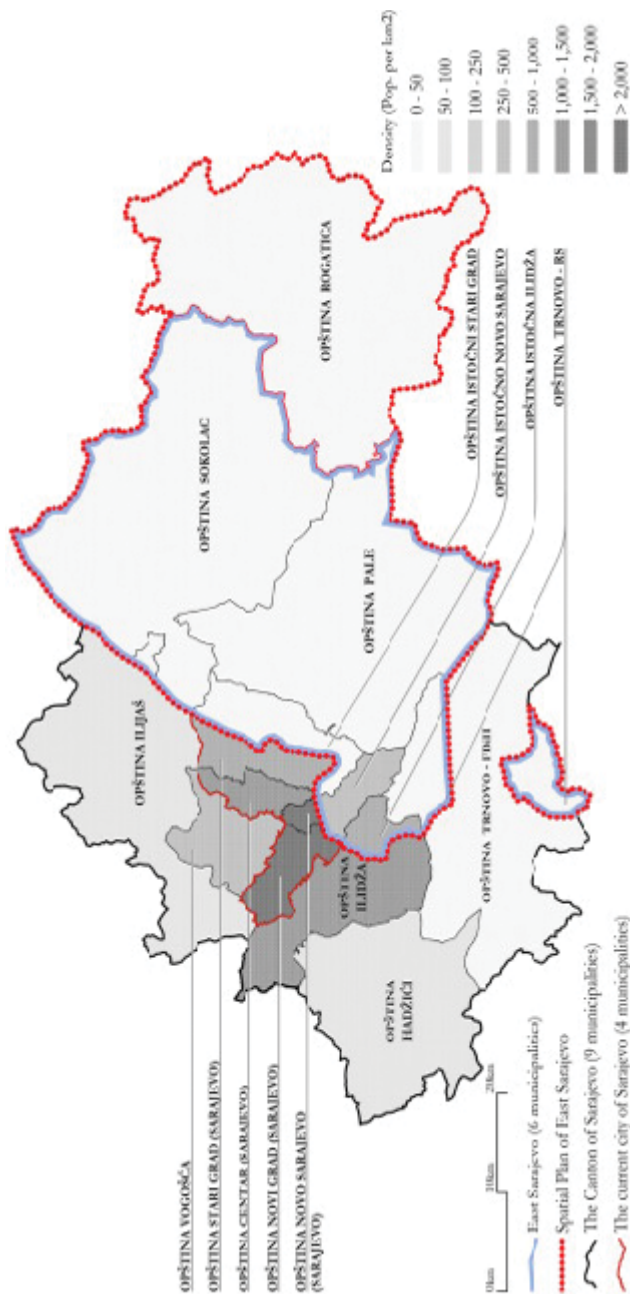 OPŠTINA VOGOŠĆA
OPŠTINA STARI GRAD (SARAJEVO)
OPŠTINA CENTAR (SARAJEVO)
OPŠTINA NOVI GRAD (SARAJEVO)
OPŠTINA NOVO SARAJEVO
(SARAJEVO)
OPŠTINA ILIJAŠ
OPŠTINA SOKOLAC
OPŠTINA ROGATICA
OPŠTINA PALE
OPŠTINA
ILIDŽA
OPŠTINA
HADŽIĆI
OPŠTINA TRNOVO - FBIH
OPŠTINA ISTOČNI STARI GRAD
OPŠTINA ISTOČNO NOVO SARAJEVO
OPŠTINA ISTOČNA ILIDŽA
OPŠTINA TRNOVO - RS
0km
10km
20km
East Sarajevo (6 municipalities)
Spatial Plan of East Sarajevo
The Canton of Sarajevo (9 municipalities)
The current city of Sarajevo (4 municipalities)
Density (Pop. per km2)
0 - 50
50 - 100
100 - 250
250 - 500
500 - 1,000
1,000 - 1,500
1,500 - 2,000
> 2,000